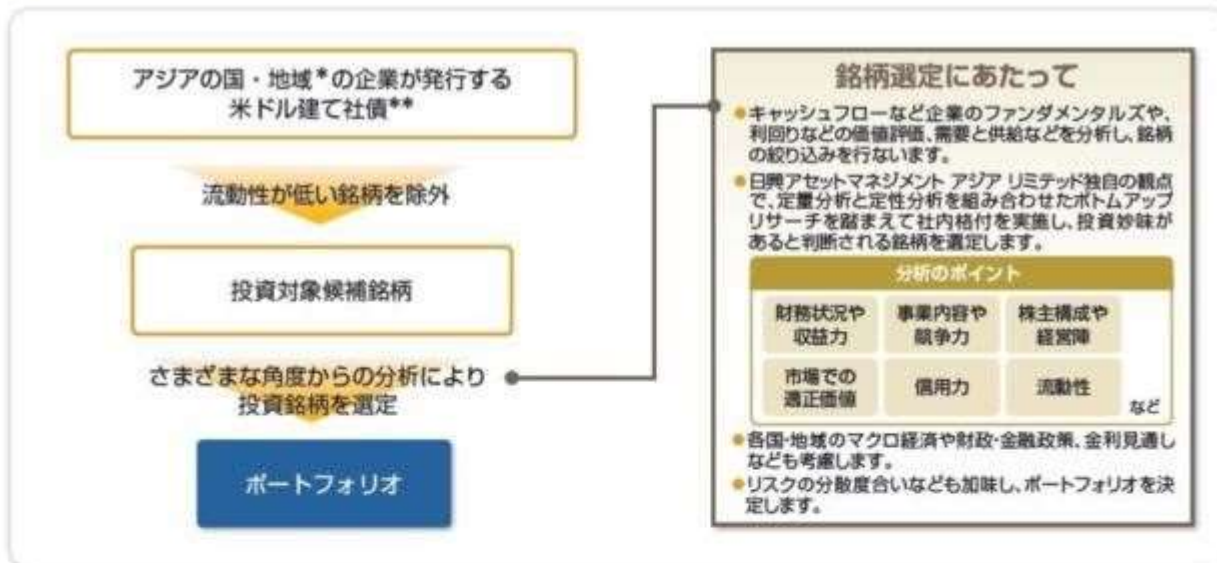 アジアの国・地域*の企業が発行する
米ドル建て社債**
流動性が低い銘柄を除外
投資対象候補銘柄
さまざまな角度からの分析により
投資銘柄を選定
ポートフォリオ
銘柄選定にあたって
●キャッシュフローなど企業のファンダメンタルズや、
利回りなどの価値評価、需要と供給などを分析し、銘柄
の絞り込みを行ないます。
●日興アセットマネジメント アジア リミテッド独自の観点
で、定量分析と定性分析を組み合わせたボトムアップ
リサーチを踏まえて社内格付を実施し、投資妙味が
あると判断される銘柄を選定します。
分析のポイント
財務状況や
収益力
事業内容や
競争力
株主構成や
経営陣
市場での
適正価値
信用力
流動性
など
●各国・地域のマクロ経済や財政・金融政策、金利見通し
なども考慮します。
●リスクの分散度合いなども加味し、ポートフォリオを決
定します。